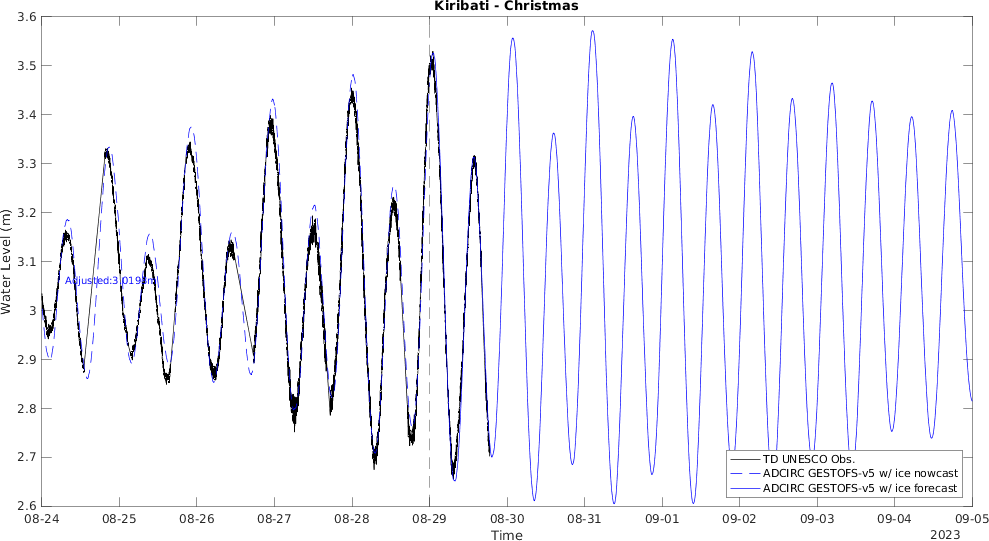 Kiribati - Christmas
3.6
3.5
3.4
3.3
3.2
3.1
3
2.9
2.8
2.7
2.6
Water Level (m)
TD UNESCO Obs.
ADCIRC GESTOFS-v5 w/ ice nowcast
ADCIRC GESTOFS-v5 w/ ice forecast
08-24 08-25 08-26 08-27 08-28 08-29 08-30 08-31 09-01 09-02 09-03 09-04 09-05
Time
2023